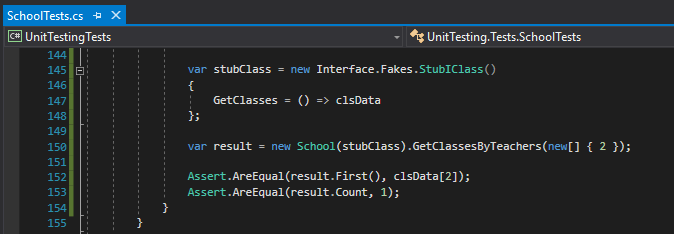 SchoolTests.cs
C# UnitTestingTests UnitTesting.Tests.SchoolTests
144
145 var stubClass = new Interface.Fakes.StubIClass()
146 {
147 GetClasses = () => clsData
148 };
149
150 var result = new School(stubClass).GetClassesByTeachers(new[] { 2 });
151
152 Assert.AreEqual(result.First(), clsData[2]);
153 Assert.AreEqual(result.Count, 1);
154 }
155 }